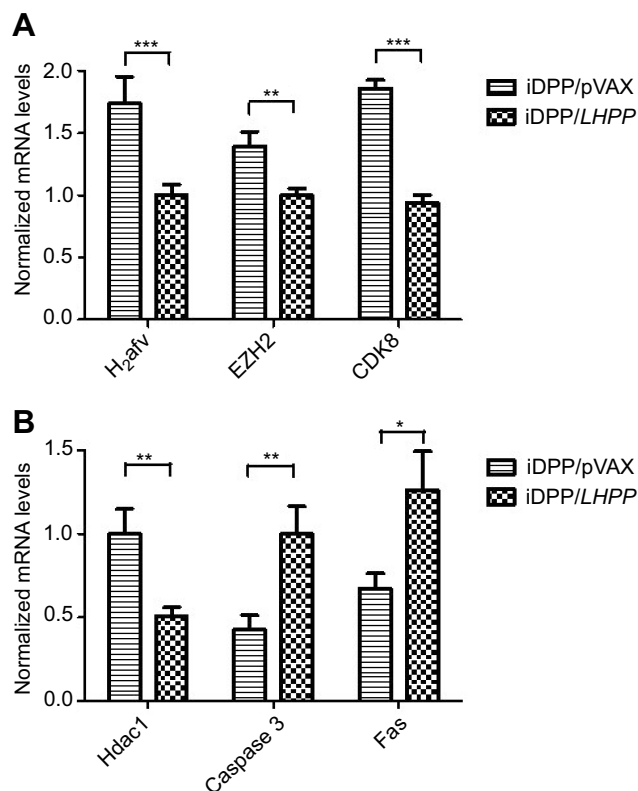 A
Normalized mRNA levels
2.0
1.5
1.0
0.5
0.0
***
**
***
iDPP/pVAX
iDPP/LHPP
H₂afv
EZH2
CDK8
B
Normalized mRNA levels
1.5
1.0
0.5
0.0
**
**
*
iDPP/pVAX
iDPP/LHPP
Hdac1
Caspase 3
Fas